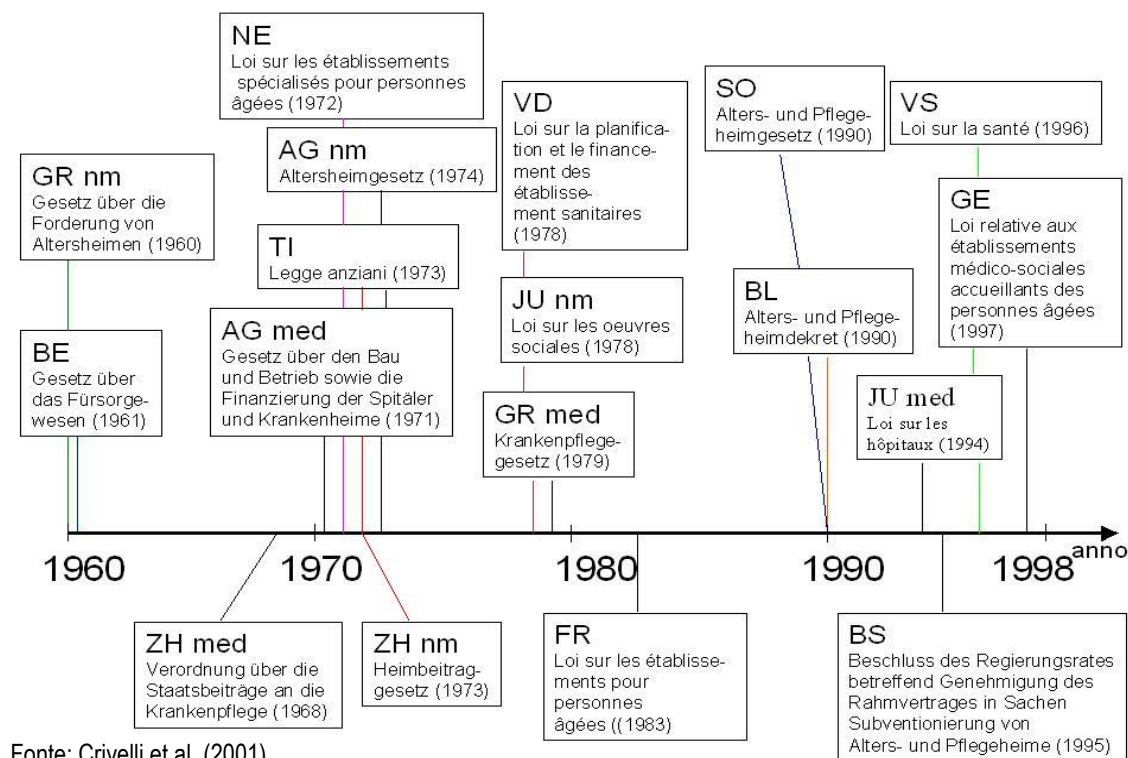 NE
Loi sur les établissements
spécialisés pour personnes
âgées (1972)
AG nm
Altersheimgesetz (1974)
TI
Legge anziani (1973)
AG med
Gesetz über den Bau
und Betrieb sowie die
Finanzierung der Spitäler
und Krankenheime (1971)
GR nm
Gesetz über die
Forderung von
Altersheimen (1960)
BE
Gesetz über
das Fürsorge-
wesen (1961)
VD
Loi sur la planifica-
tion et le finance-
ment des
établisse-
ment sanitaires
(1978)
JU nm
Loi sur les oeuvres
sociales (1978)
GR med
Krankenpflege-
gesetz (1979)
SO
Alters- und Pflege-
heimgesetz (1990)
BL
Alters- und Pflege-
heimdekret (1990)
VS
Loi sur la santé (1996)
GE
Loi relative aux
établissements
médico-sociales
accueillants des
personnes âgées
(1997)
JU med
Loi sur les
hôpitaux (1994)
1960
1970
1980
1990
1998
anno
ZH med
Verordnung über die
Staatsbeiträge an die
Krankenpflege (1968)
ZH nm
Heimbeitrag-
gesetz (1973)
FR
Loi sur les établisse-
ments pour
personnes
âgées ((1983)
BS
Beschluss des Regierungsrates
betreffend Genehmigung des
Rahmvertrages in Sachen
Subventionierung von
Alters- und Pflegeheime (1995)
Fonte: Crivelli et al. (2001)